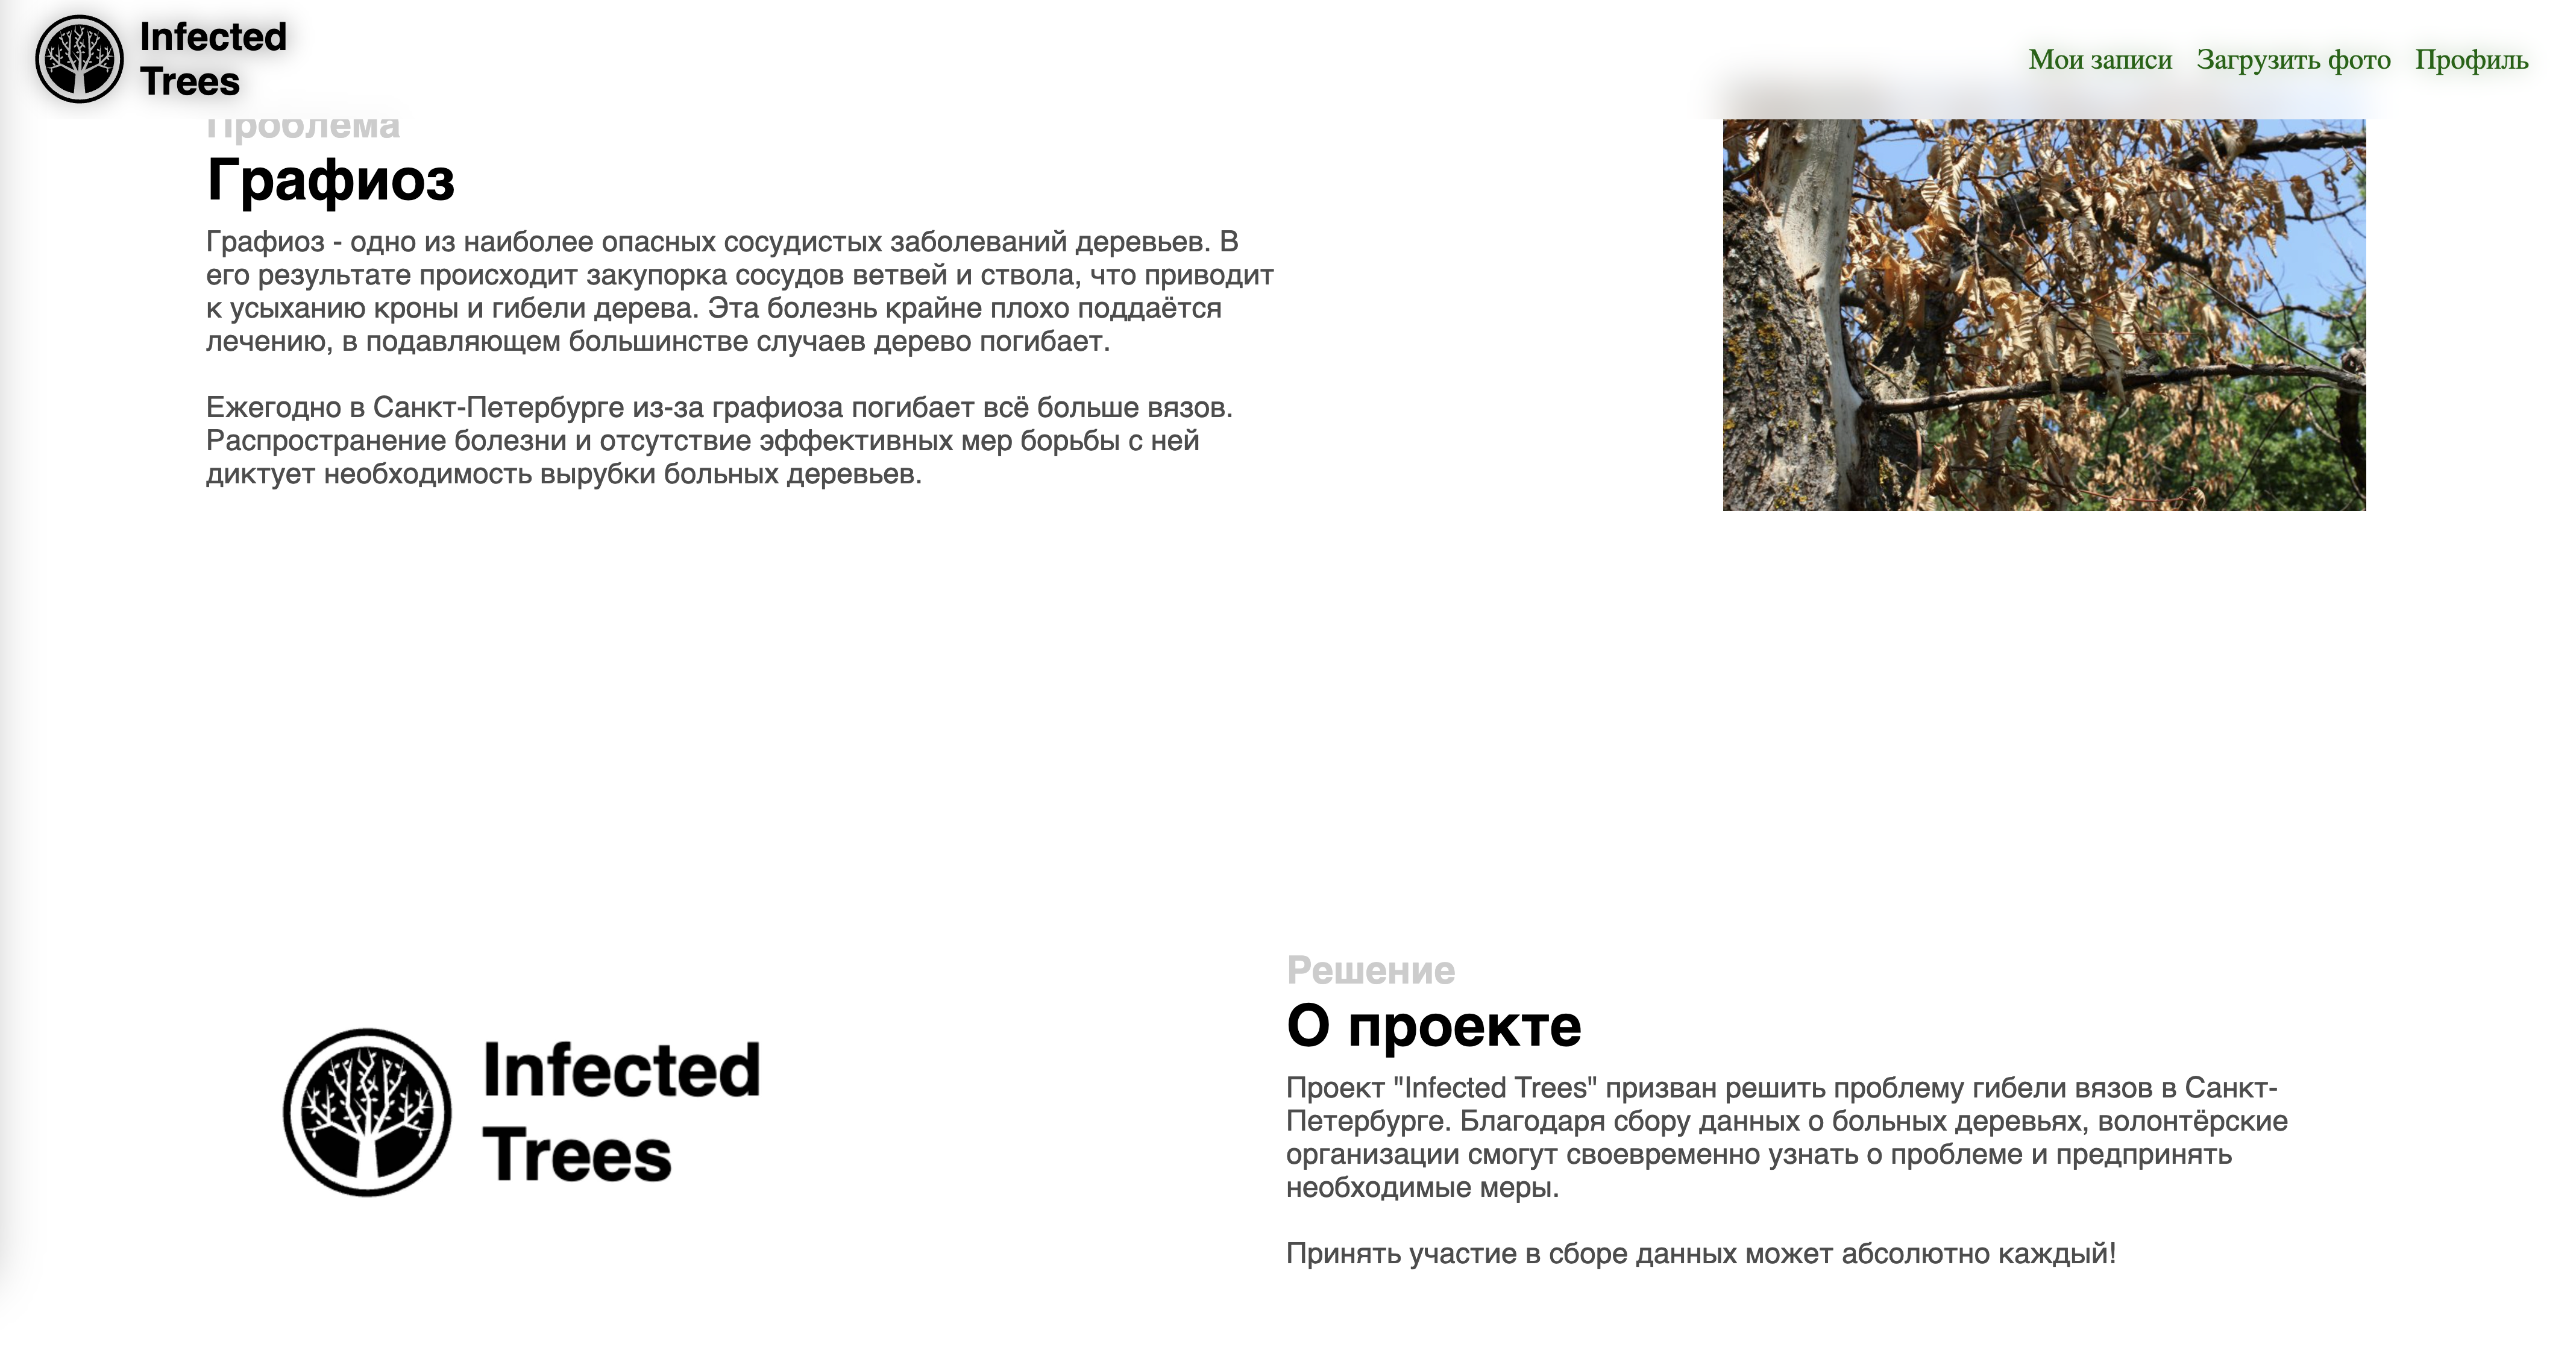 Infected
Trees
Мои записи Загрузить фото Профиль
Проблема
Графиоз
Графиоз - одно из наиболее опасных сосудистых заболеваний деревьев. В
его результате происходит закупорка сосудов ветвей и ствола, что приводит
к усыханию кроны и гибели дерева. Эта болезнь крайне плохо поддаётся
лечению, в подавляющем большинстве случаев дерево погибает.
Ежегодно в Санкт-Петербурге из-за графиоза погибает всё больше вязов.
Распространение болезни и отсутствие эффективных мер борьбы с ней
диктует необходимость вырубки больных деревьев.
Infected
Trees
Решение
О проекте
Проект "Infected Trees" призван решить проблему гибели вязов в Санкт-
Петербурге. Благодаря сбору данных о больных деревьях, волонтёрские
организации смогут своевременно узнать о проблеме и предпринять
необходимые меры.
Принять участие в сборе данных может абсолютно каждый!